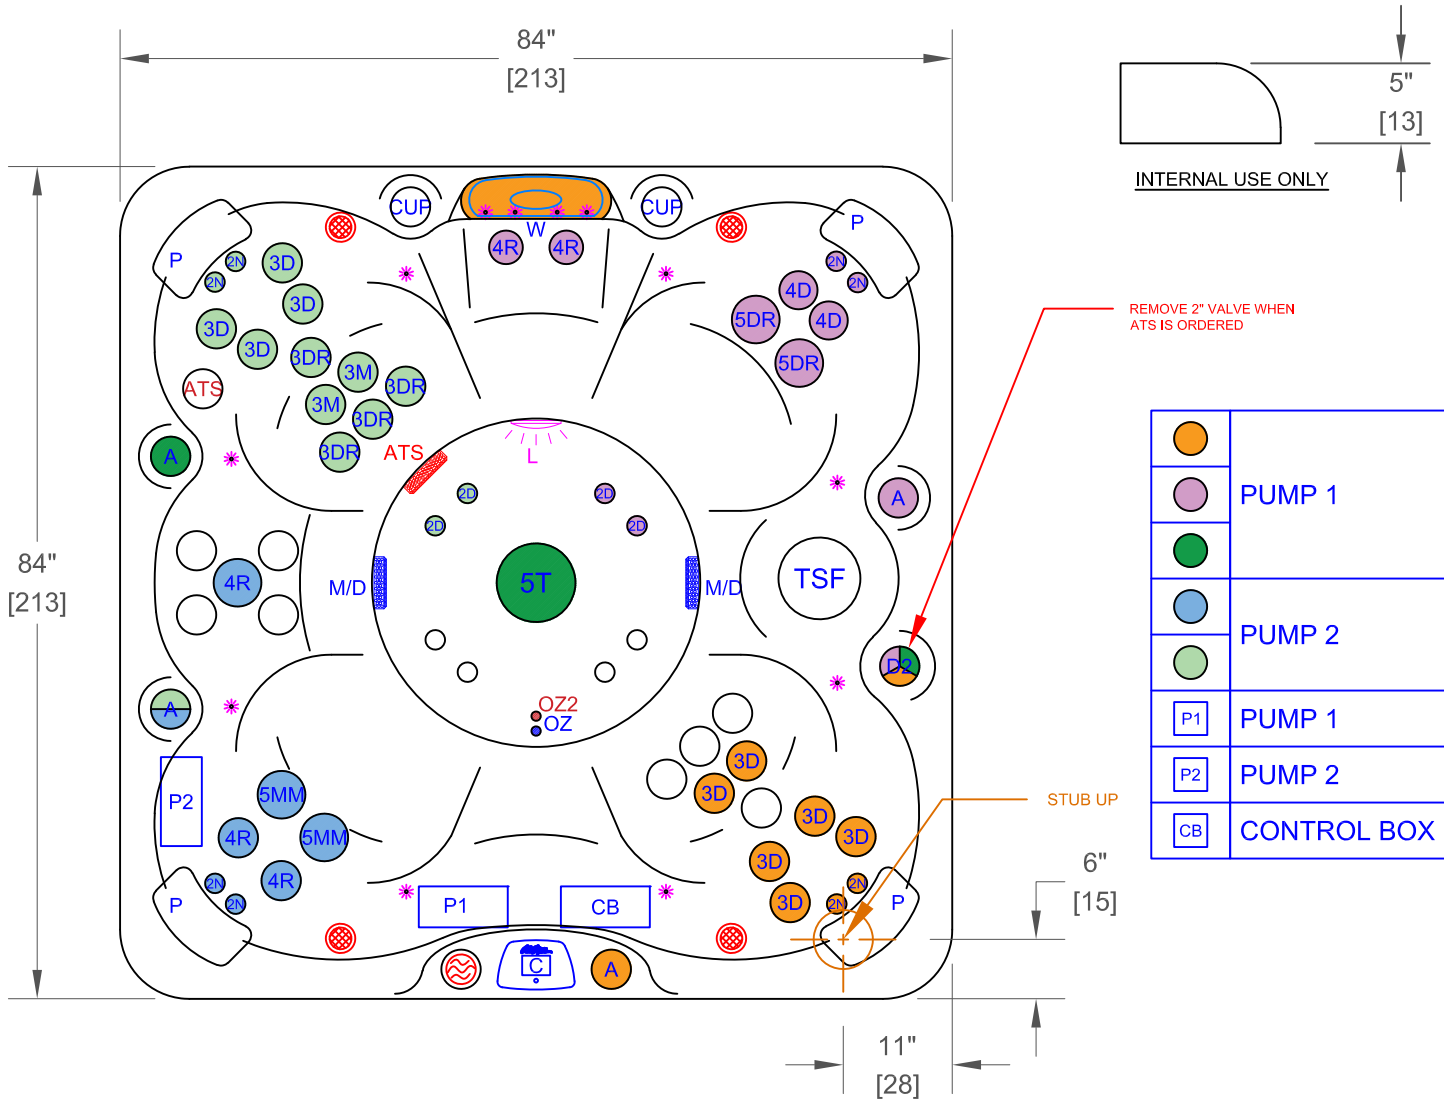 84"
[213]
5"
[13]
INTERNAL USE ONLY
CUP
CUP
W
4R
4R
P
2N
2N
3D
3D
3D
3D
3DR
3M
3DR
3M
3DR
3DR
ATS
ATS
A
P
2N
2N
4D
4D
5DR
5DR
REMOVE 2" VALVE WHEN
ATS IS ORDERED
L
2D
2D
2D
2D
A
84"
[213]
4R
M/D
5T
M/D
TSF
D2
A
OZ2
OZ
PUMP 1
PUMP 2
P1
PUMP 1
P2
PUMP 2
CB
CONTROL BOX
P2
5MM
5MM
4R
4R
2N
2N
P
3D
3D
3D
3D
3D
3D
2N
2N
P
STUB UP
P1
CB
C
A
6"
[15]
11"
[28]